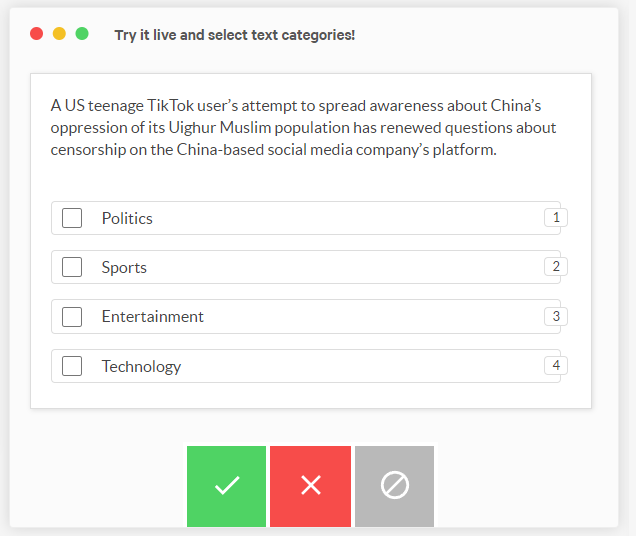 Try it live and select text categories!
A US teenage TikTok user’s attempt to spread awareness about China’s
oppression of its Uighur Muslim population has renewed questions about
censorship on the China-based social media company’s platform.
Politics 1
Sports 2
Entertainment 3
Technology 4